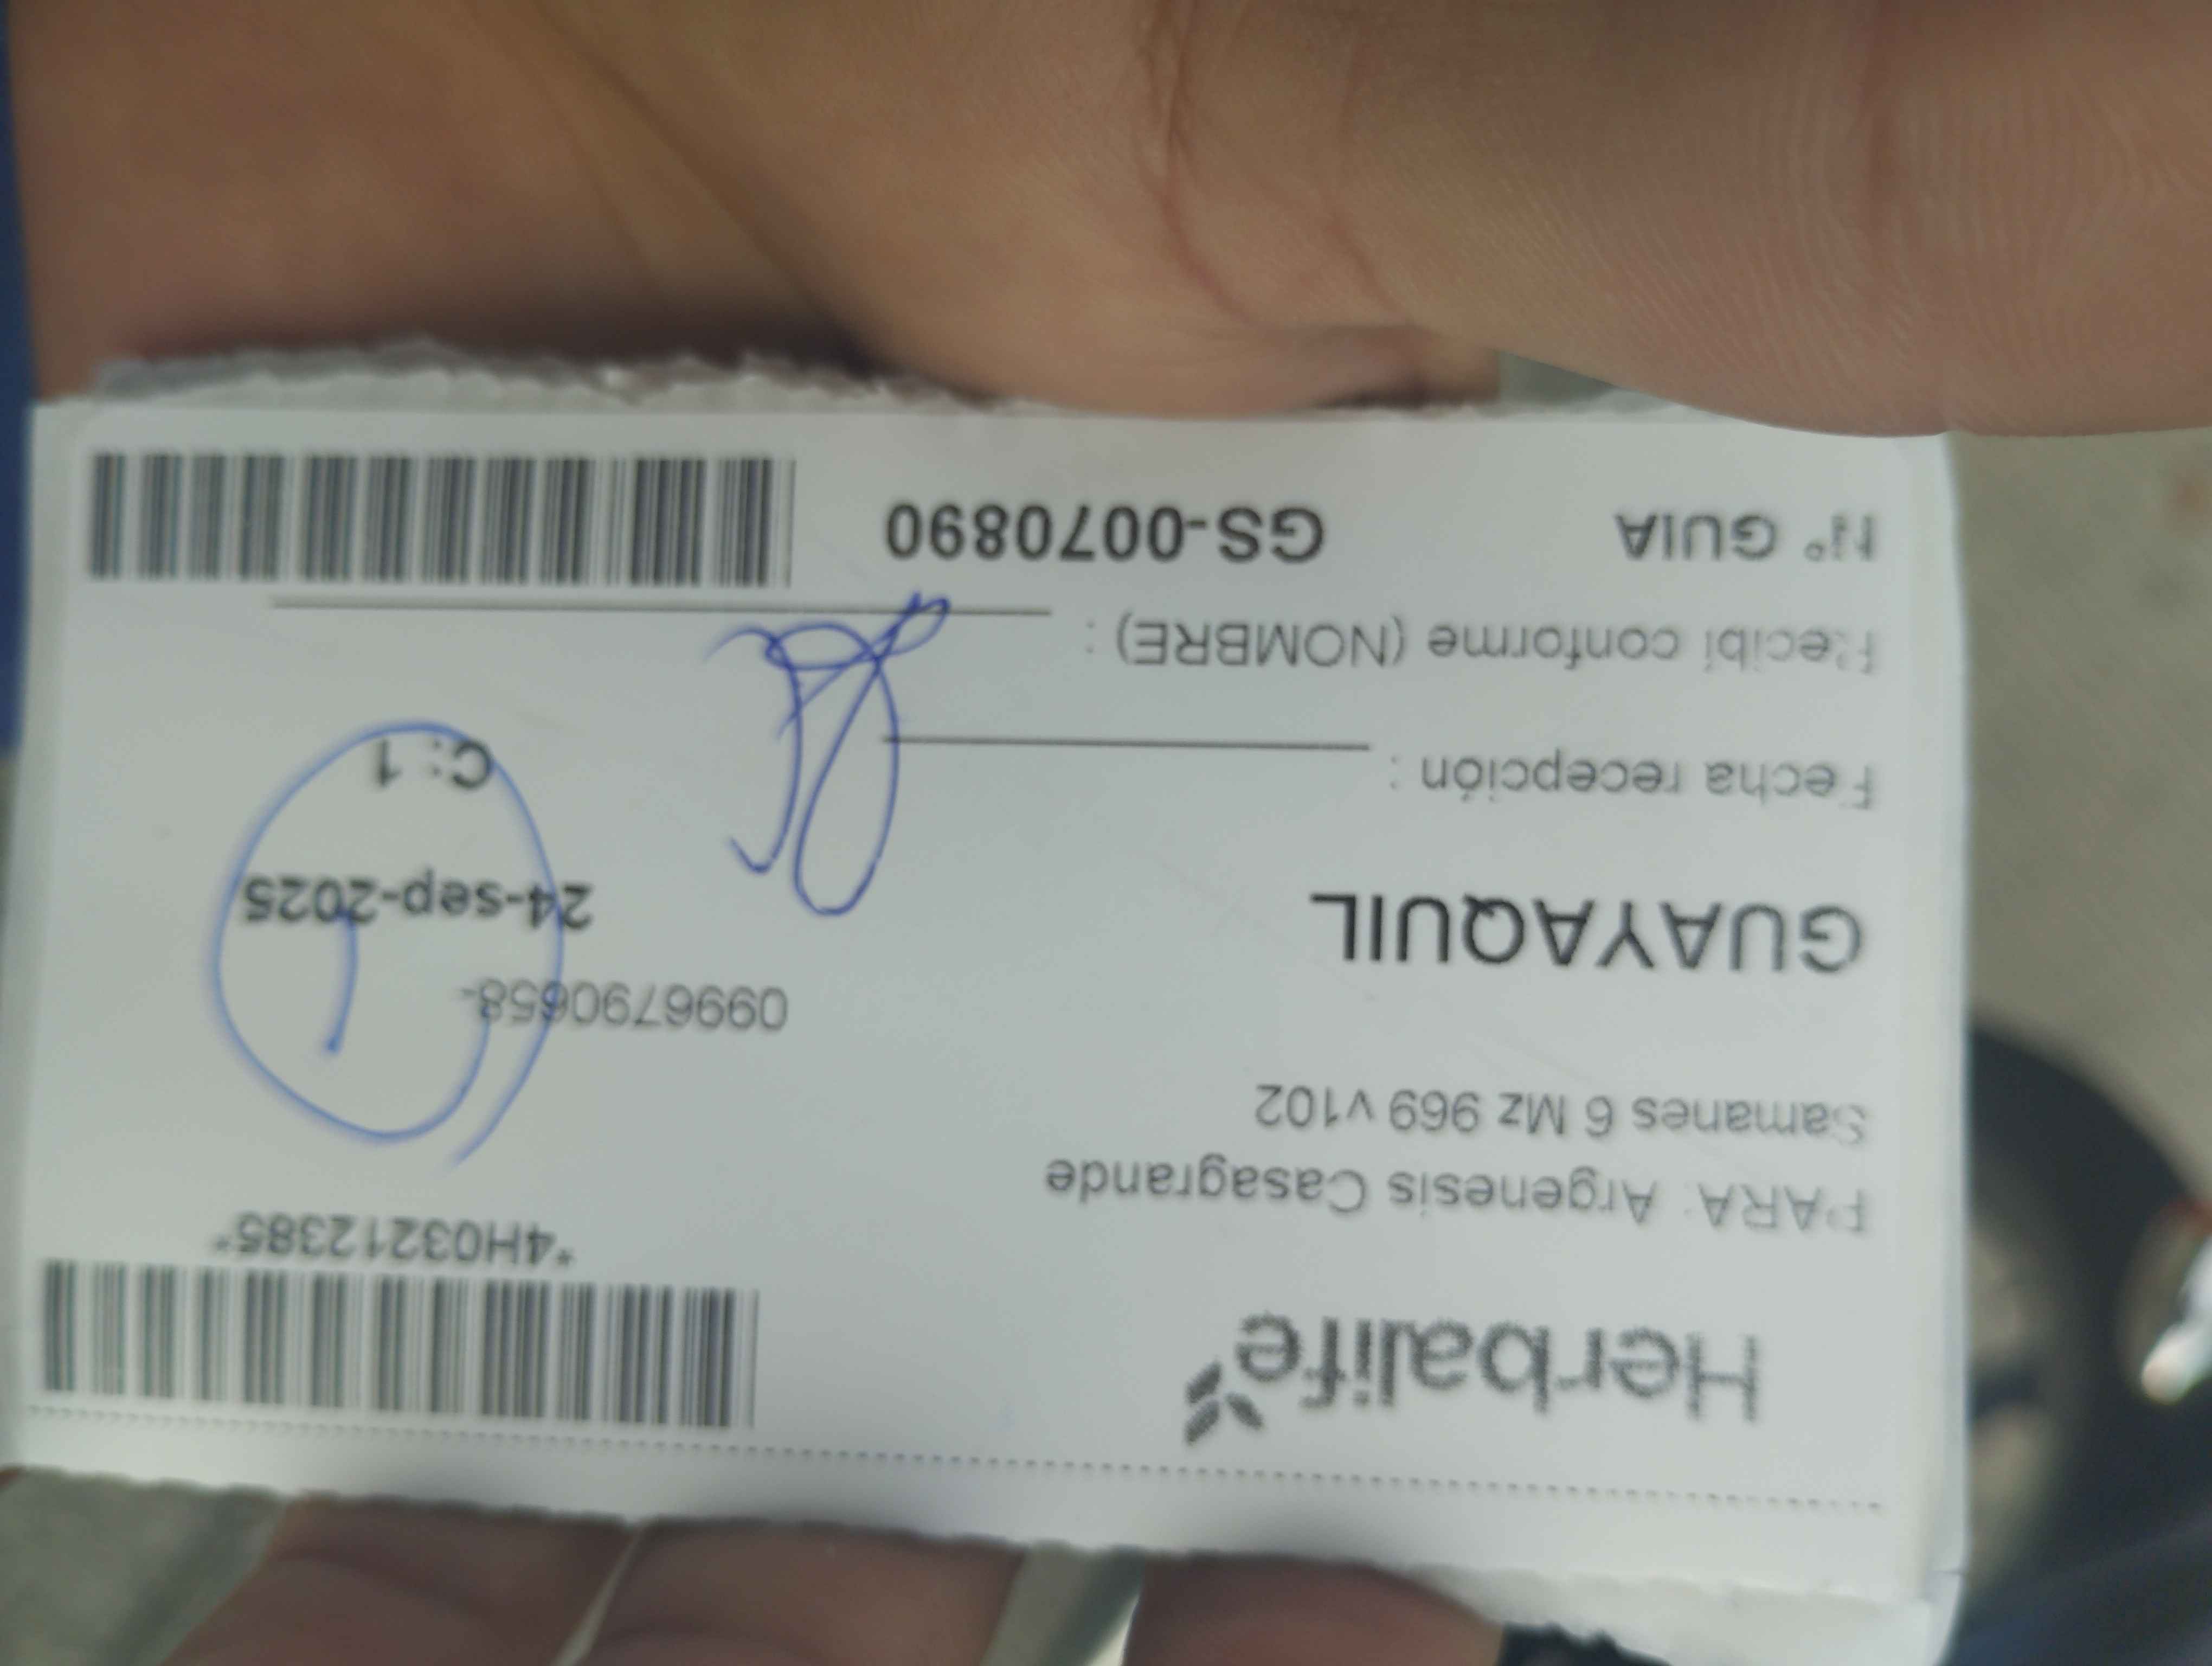 Herbalife
*4H03212385*
PARA: Argenesis Casagrande
Samanes 6 Mz 969 v102
0996790658-
GUAYAQUIL
24-sep-2025
C: 1
Fecha recepción :
Recibí conforme (NOMBRE) :
N° GUIA GS-0070890